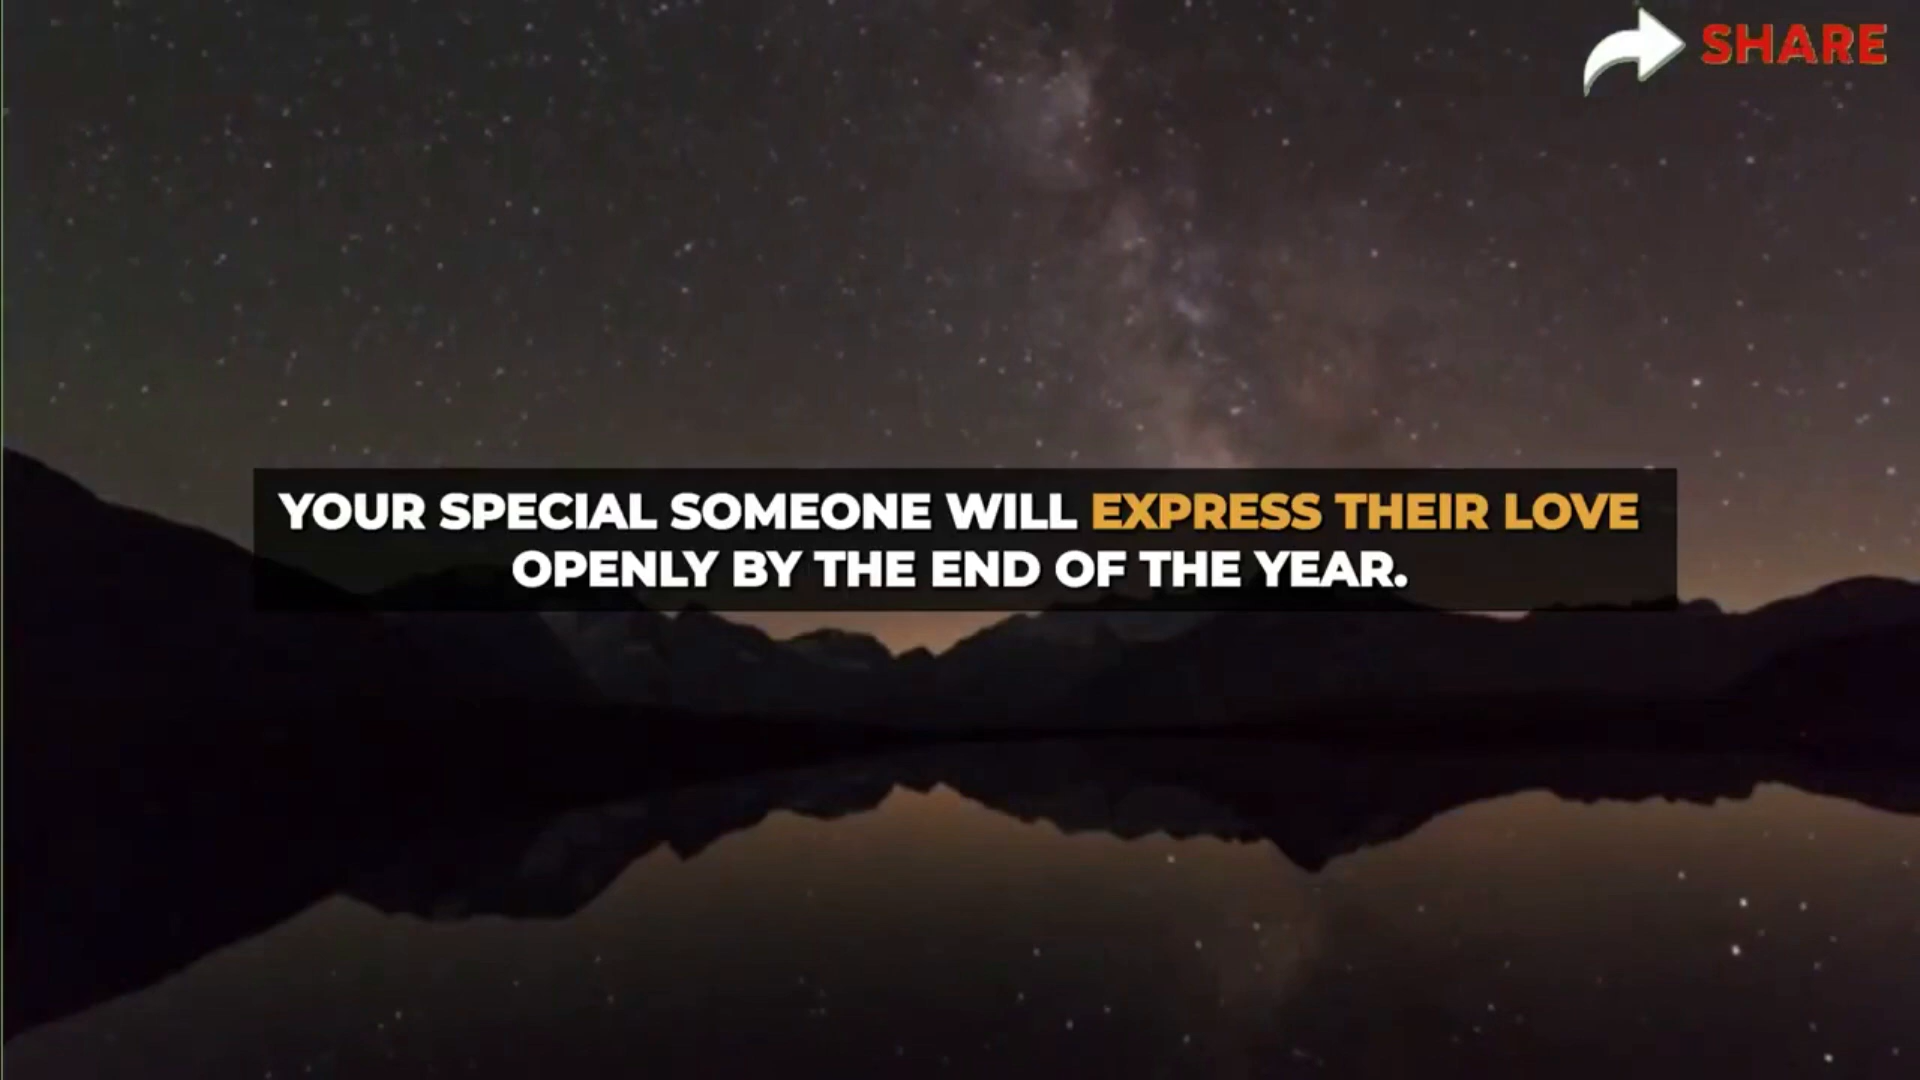 SHARE
YOUR SPECIAL SOMEONE WILL EXPRESS THEIR LOVE
OPENLY BY THE END OF THE YEAR.